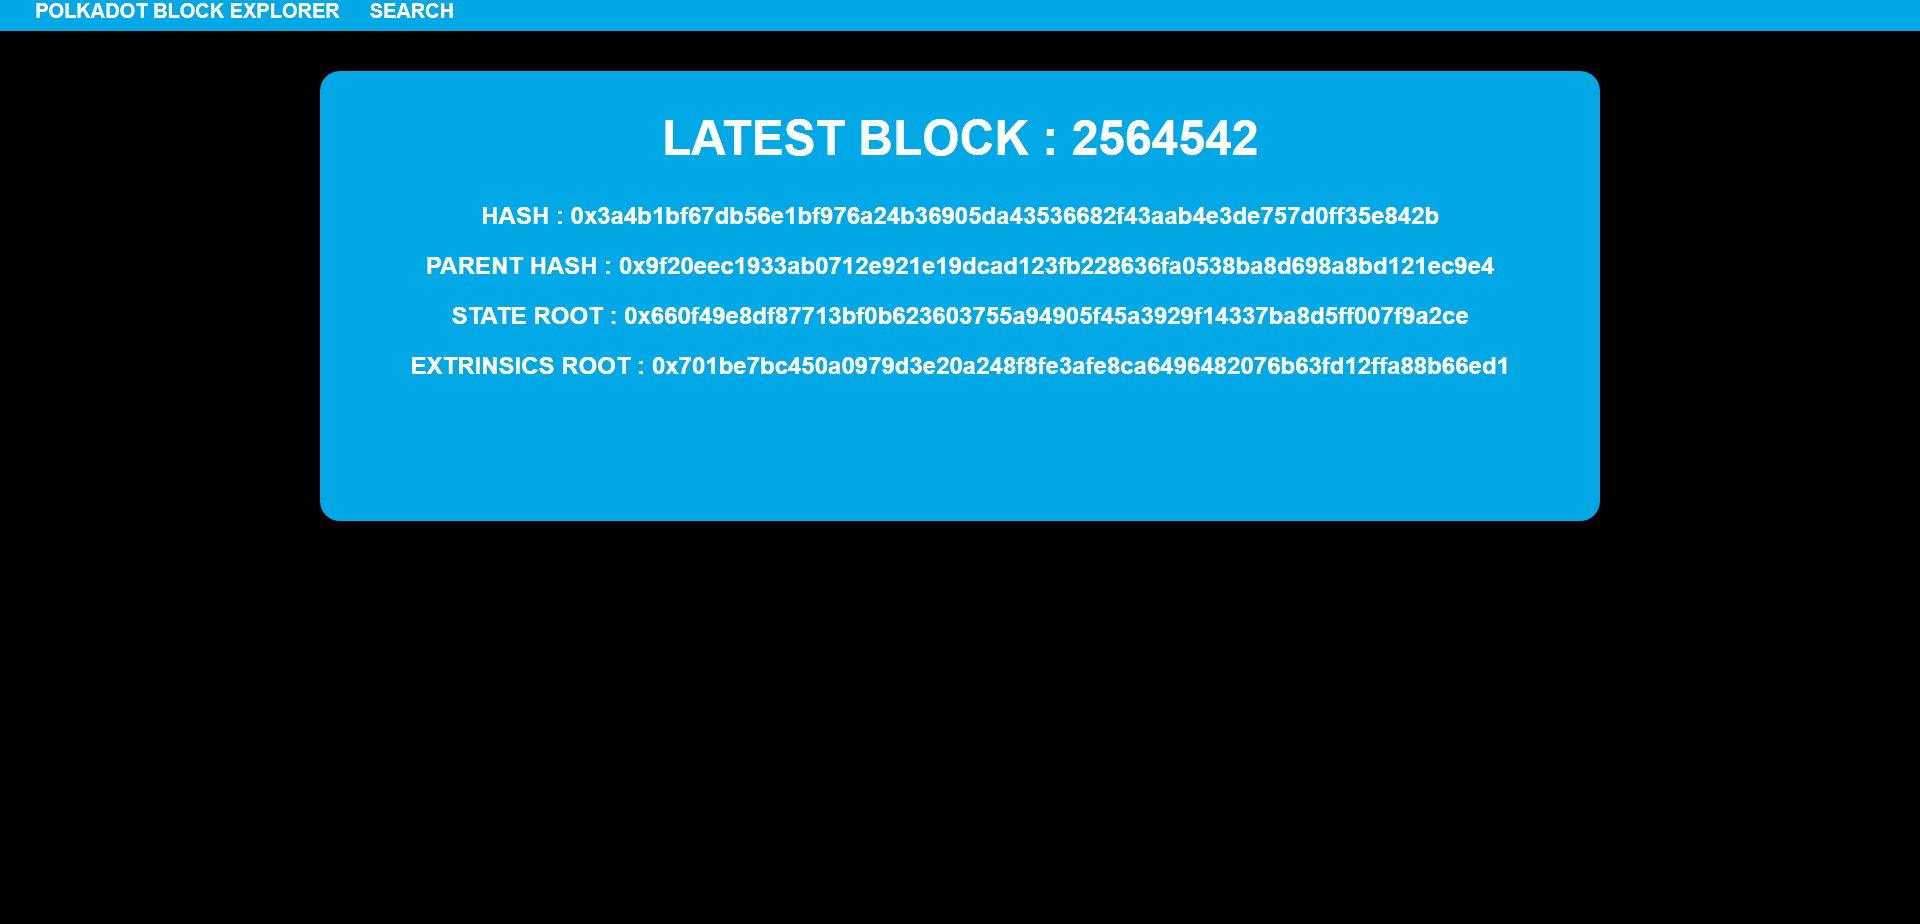 POLKADOT BLOCK EXPLORER SEARCH
LATEST BLOCK : 2564542
HASH : 0x3a4b1bf67db56e1bf976a24b36905da43536682f43aab4e3de757d0ff35e842b
PARENT HASH : 0x9f20eec1933ab0712e921e19dcad123fb228636fa0538ba8d698a8bd121ec9e4
STATE ROOT : 0x660f49e8df87713bf0b623603755a94905f45a3929f14337ba8d5ff007f9a2ce
EXTRINSICS ROOT : 0x701be7bc450a0979d3e20a248f8fe3afe8ca6496482076b63fd12ffa88b66ed1